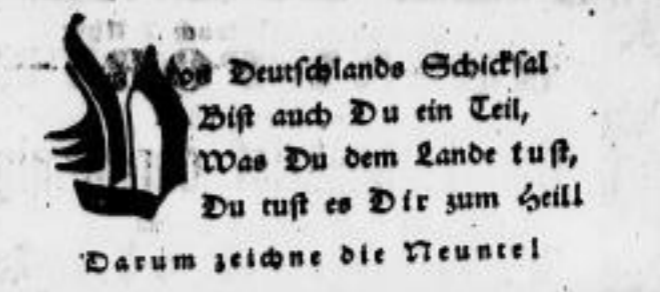 Von Deutschlands Schicksal
Bist auch Du ein Teil,
Was Du dem Lande tust,
Du tust es Dir zum Heil!
Darum zeichne die Neunte!